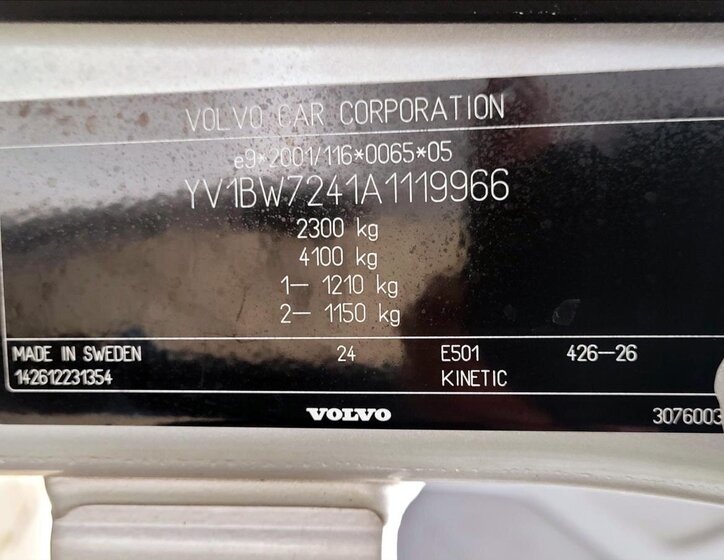 VOLVO CAR CORPORATION
e9*2001/116*0065*05
YV1BW7241A1119966
2300 kg
4100 kg
1– 1210 kg
2– 1150 kg
MADE IN SWEDEN 24 E501 426–26
142612231354 KINETIC
VOLVO 3076003